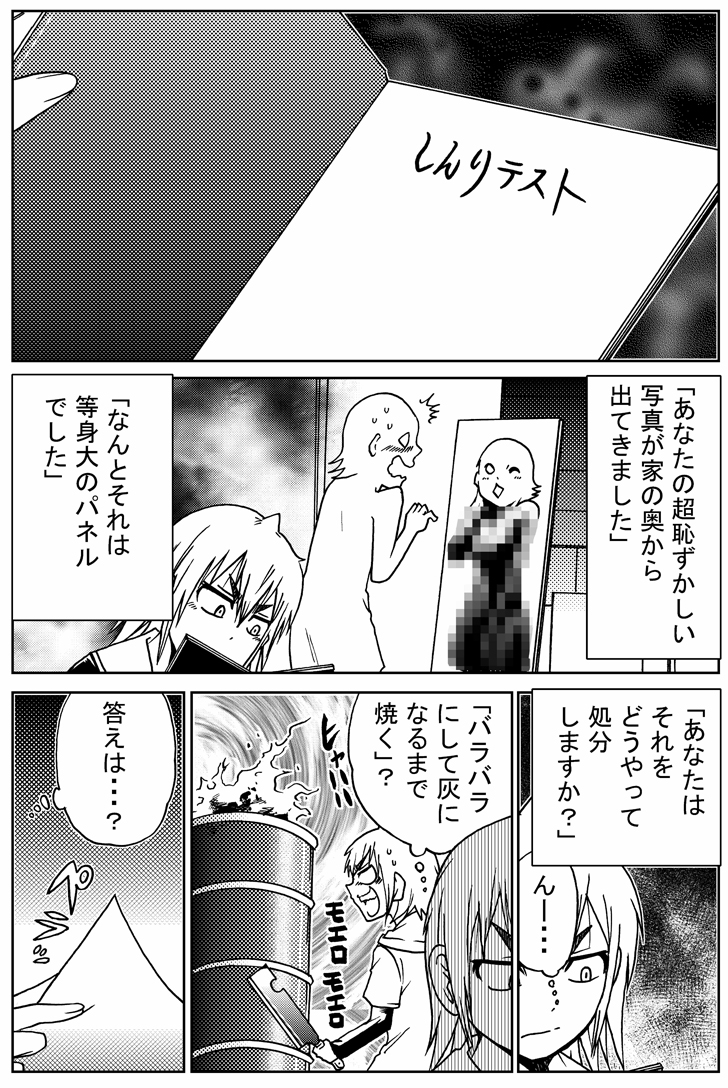 しんりテスト
「あなたの超恥ずかしい
写真が家の奥から
出てきました」
「なんとそれは
等身大のパネル
でした」
「あなたは
それを
どうやって
処分
しますか？」
んー…
「バラバラ
にして灰に
なるまで
焼く」？
ヒャハハ
モエロ モエロ
答えは…？
ペラ